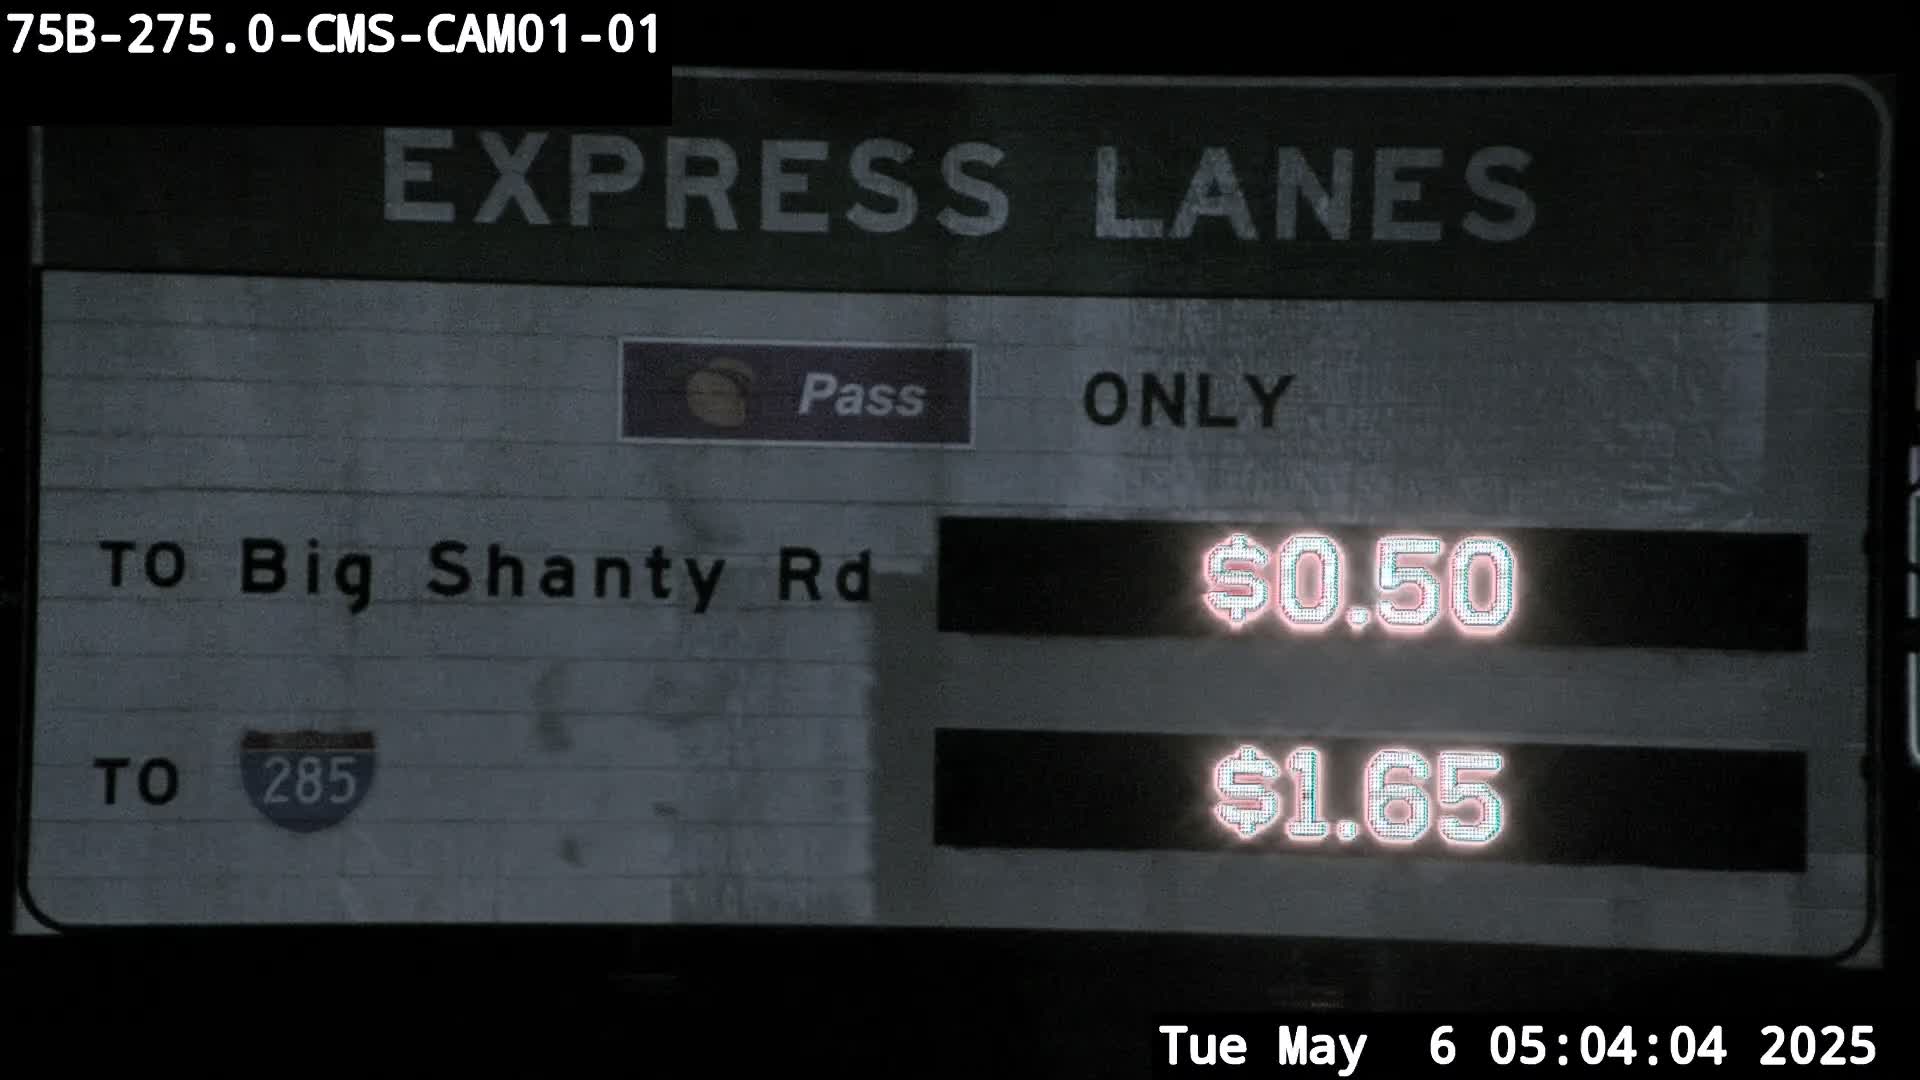 75B-275.0-CMS-CAM01-01
EXPRESS LANES
Pass ONLY
TO Big Shanty Rd $0.50
TO 285 $1.65
Tue May 6 05:04:04 2025